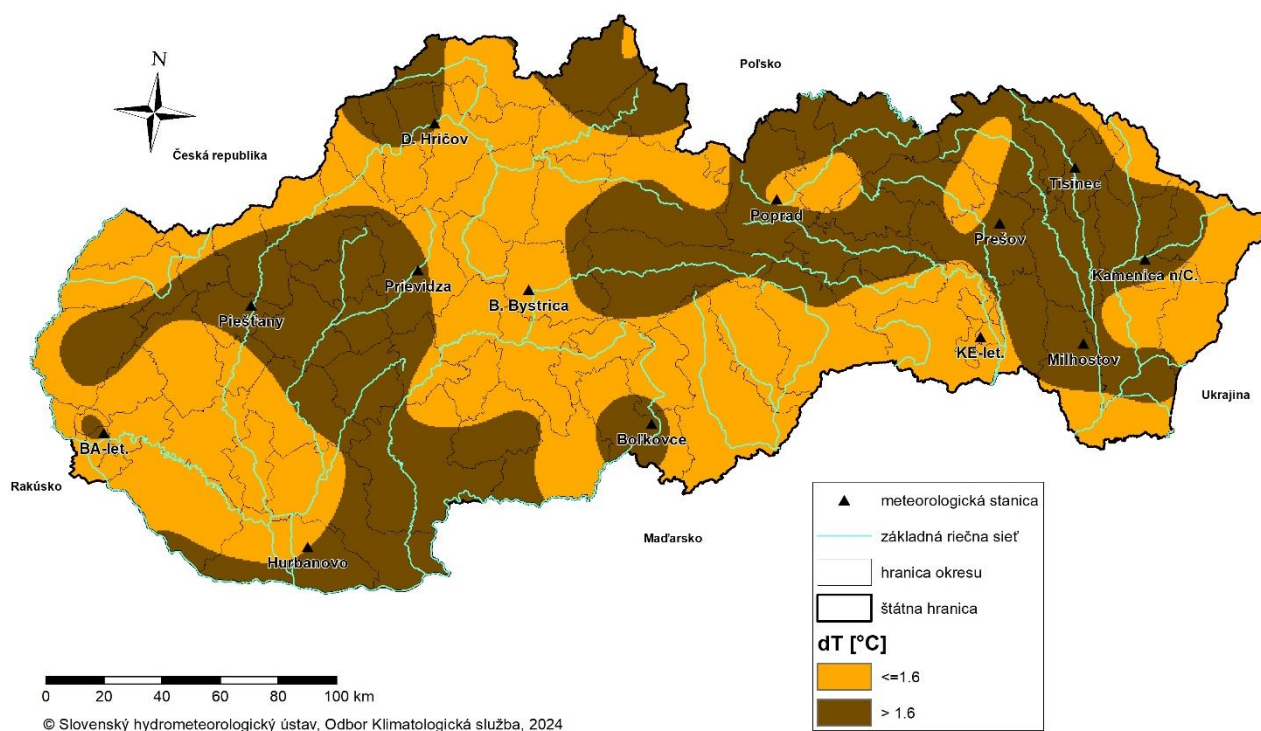 N
Poľsko
Česká republika
D. Hričov
Tisinec
Poprad
Prešov
Kamenica n/C.
Prievidza
B. Bystrica
Piešťany
KE-let.
Milhostov
Ukrajina
Boľkovce
BA-let.
Rakúsko
Maďarsko
Hurbanovo
meteorologická stanica
základná riečna sieť
hranica okresu
štátna hranica
dT [°C]
<=1.6
> 1.6
0 20 40 60 80 100 km
© Slovenský hydrometeorologický ústav, Odbor Klimatologická služba, 2024